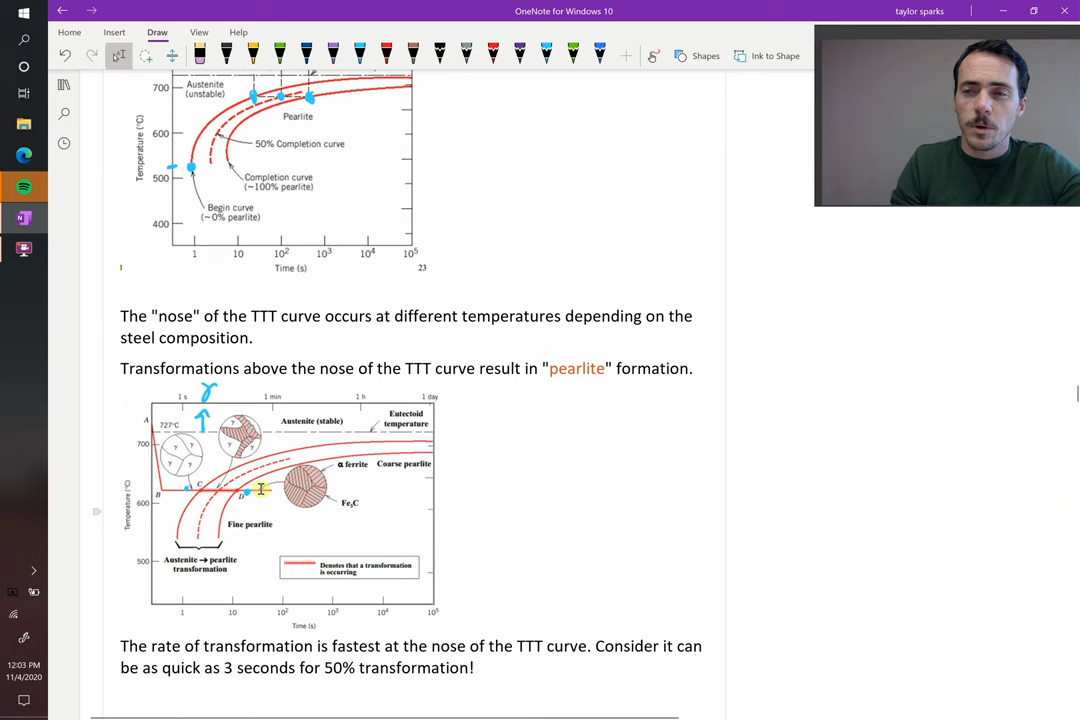 OneNote for Windows 10
taylor sparks
Home Insert Draw View Help
Shapes
Ink to Shape
700
Austenite
(unstable)
Pearlite
600
50% Completion curve
Temperature (°C)
500
Completion curve
(~100% pearlite)
Begin curve
(~0% pearlite)
400
1 10 10² 10³ 10⁴ 10⁵
Time (s)
1
23
The "nose" of the TTT curve occurs at different temperatures depending on the
steel composition.
Transformations above the nose of the TTT curve result in "pearlite" formation.
γ
1 s 1 min 1 h 1 day
A
727°C
Austenite (stable)
Eutectoid
temperature
700
γ γ
γ γ
γ
γ γ
α ferrite
Coarse pearlite
B
C
D
Fe₃C
600
Temperature (°C)
Fine pearlite
500
Austenite → pearlite
transformation
Denotes that a transformation
is occurring
1 10 10² 10³ 10⁴ 10⁵
Time (s)
The rate of transformation is fastest at the nose of the TTT curve. Consider it can
be as quick as 3 seconds for 50% transformation!
12:03 PM
11/4/2020